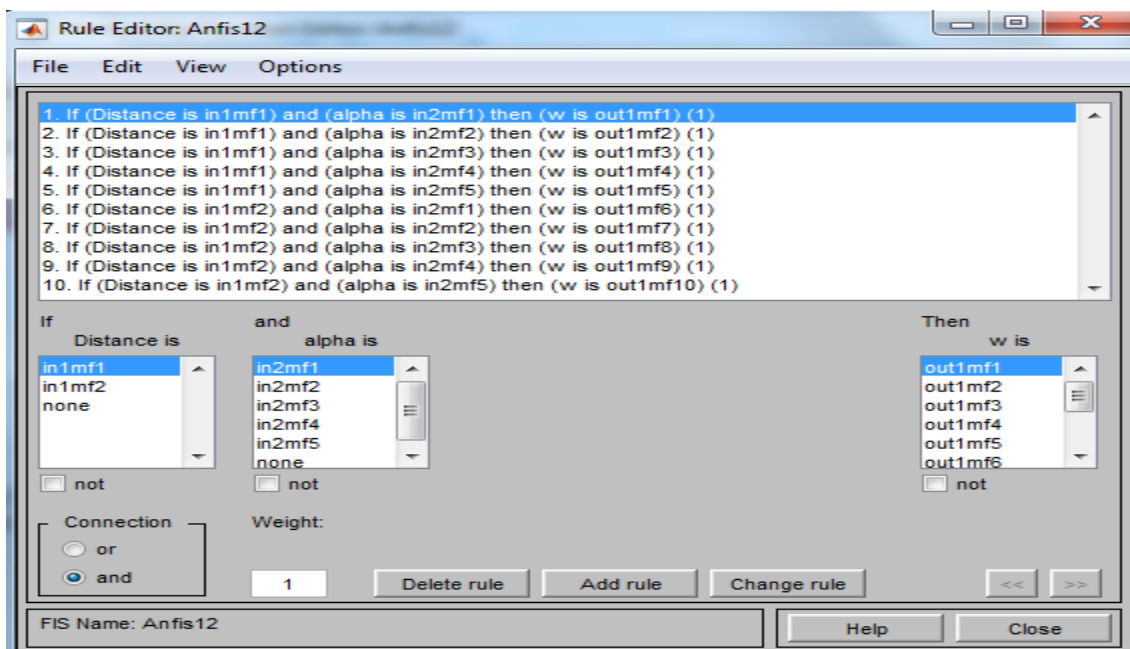 Rule Editor: Anfis12
File Edit View Options
1. If (Distance is in1mf1) and (alpha is in2mf1) then (w is out1mf1) (1)
2. If (Distance is in1mf1) and (alpha is in2mf2) then (w is out1mf2) (1)
3. If (Distance is in1mf1) and (alpha is in2mf3) then (w is out1mf3) (1)
4. If (Distance is in1mf1) and (alpha is in2mf4) then (w is out1mf4) (1)
5. If (Distance is in1mf1) and (alpha is in2mf5) then (w is out1mf5) (1)
6. If (Distance is in1mf2) and (alpha is in2mf1) then (w is out1mf6) (1)
7. If (Distance is in1mf2) and (alpha is in2mf2) then (w is out1mf7) (1)
8. If (Distance is in1mf2) and (alpha is in2mf3) then (w is out1mf8) (1)
9. If (Distance is in1mf2) and (alpha is in2mf4) then (w is out1mf9) (1)
10. If (Distance is in1mf2) and (alpha is in2mf5) then (w is out1mf10) (1)
If
Distance is
in1mf1
in1mf2
none
not
and
alpha is
in2mf1
in2mf2
in2mf3
in2mf4
in2mf5
none
not
Then
w is
out1mf1
out1mf2
out1mf3
out1mf4
out1mf5
out1mf6
not
Connection
or
and
Weight:
1
Delete rule
Add rule
Change rule
<<
>>
FIS Name: Anfis12
Help
Close